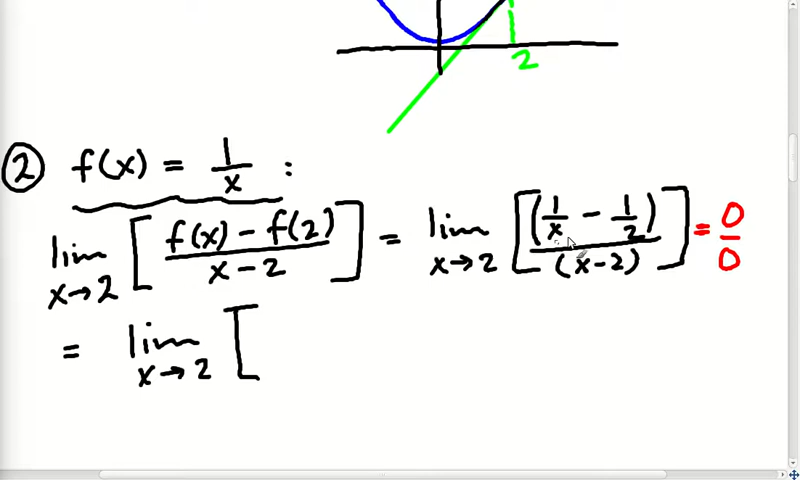 2
② f(x) = 1/x :
lim x→2 [ (f(x) − f(2)) / (x−2) ] = lim x→2 [ (1/x − 1/2) / (x−2) ] = 0/0
= lim x→2 [